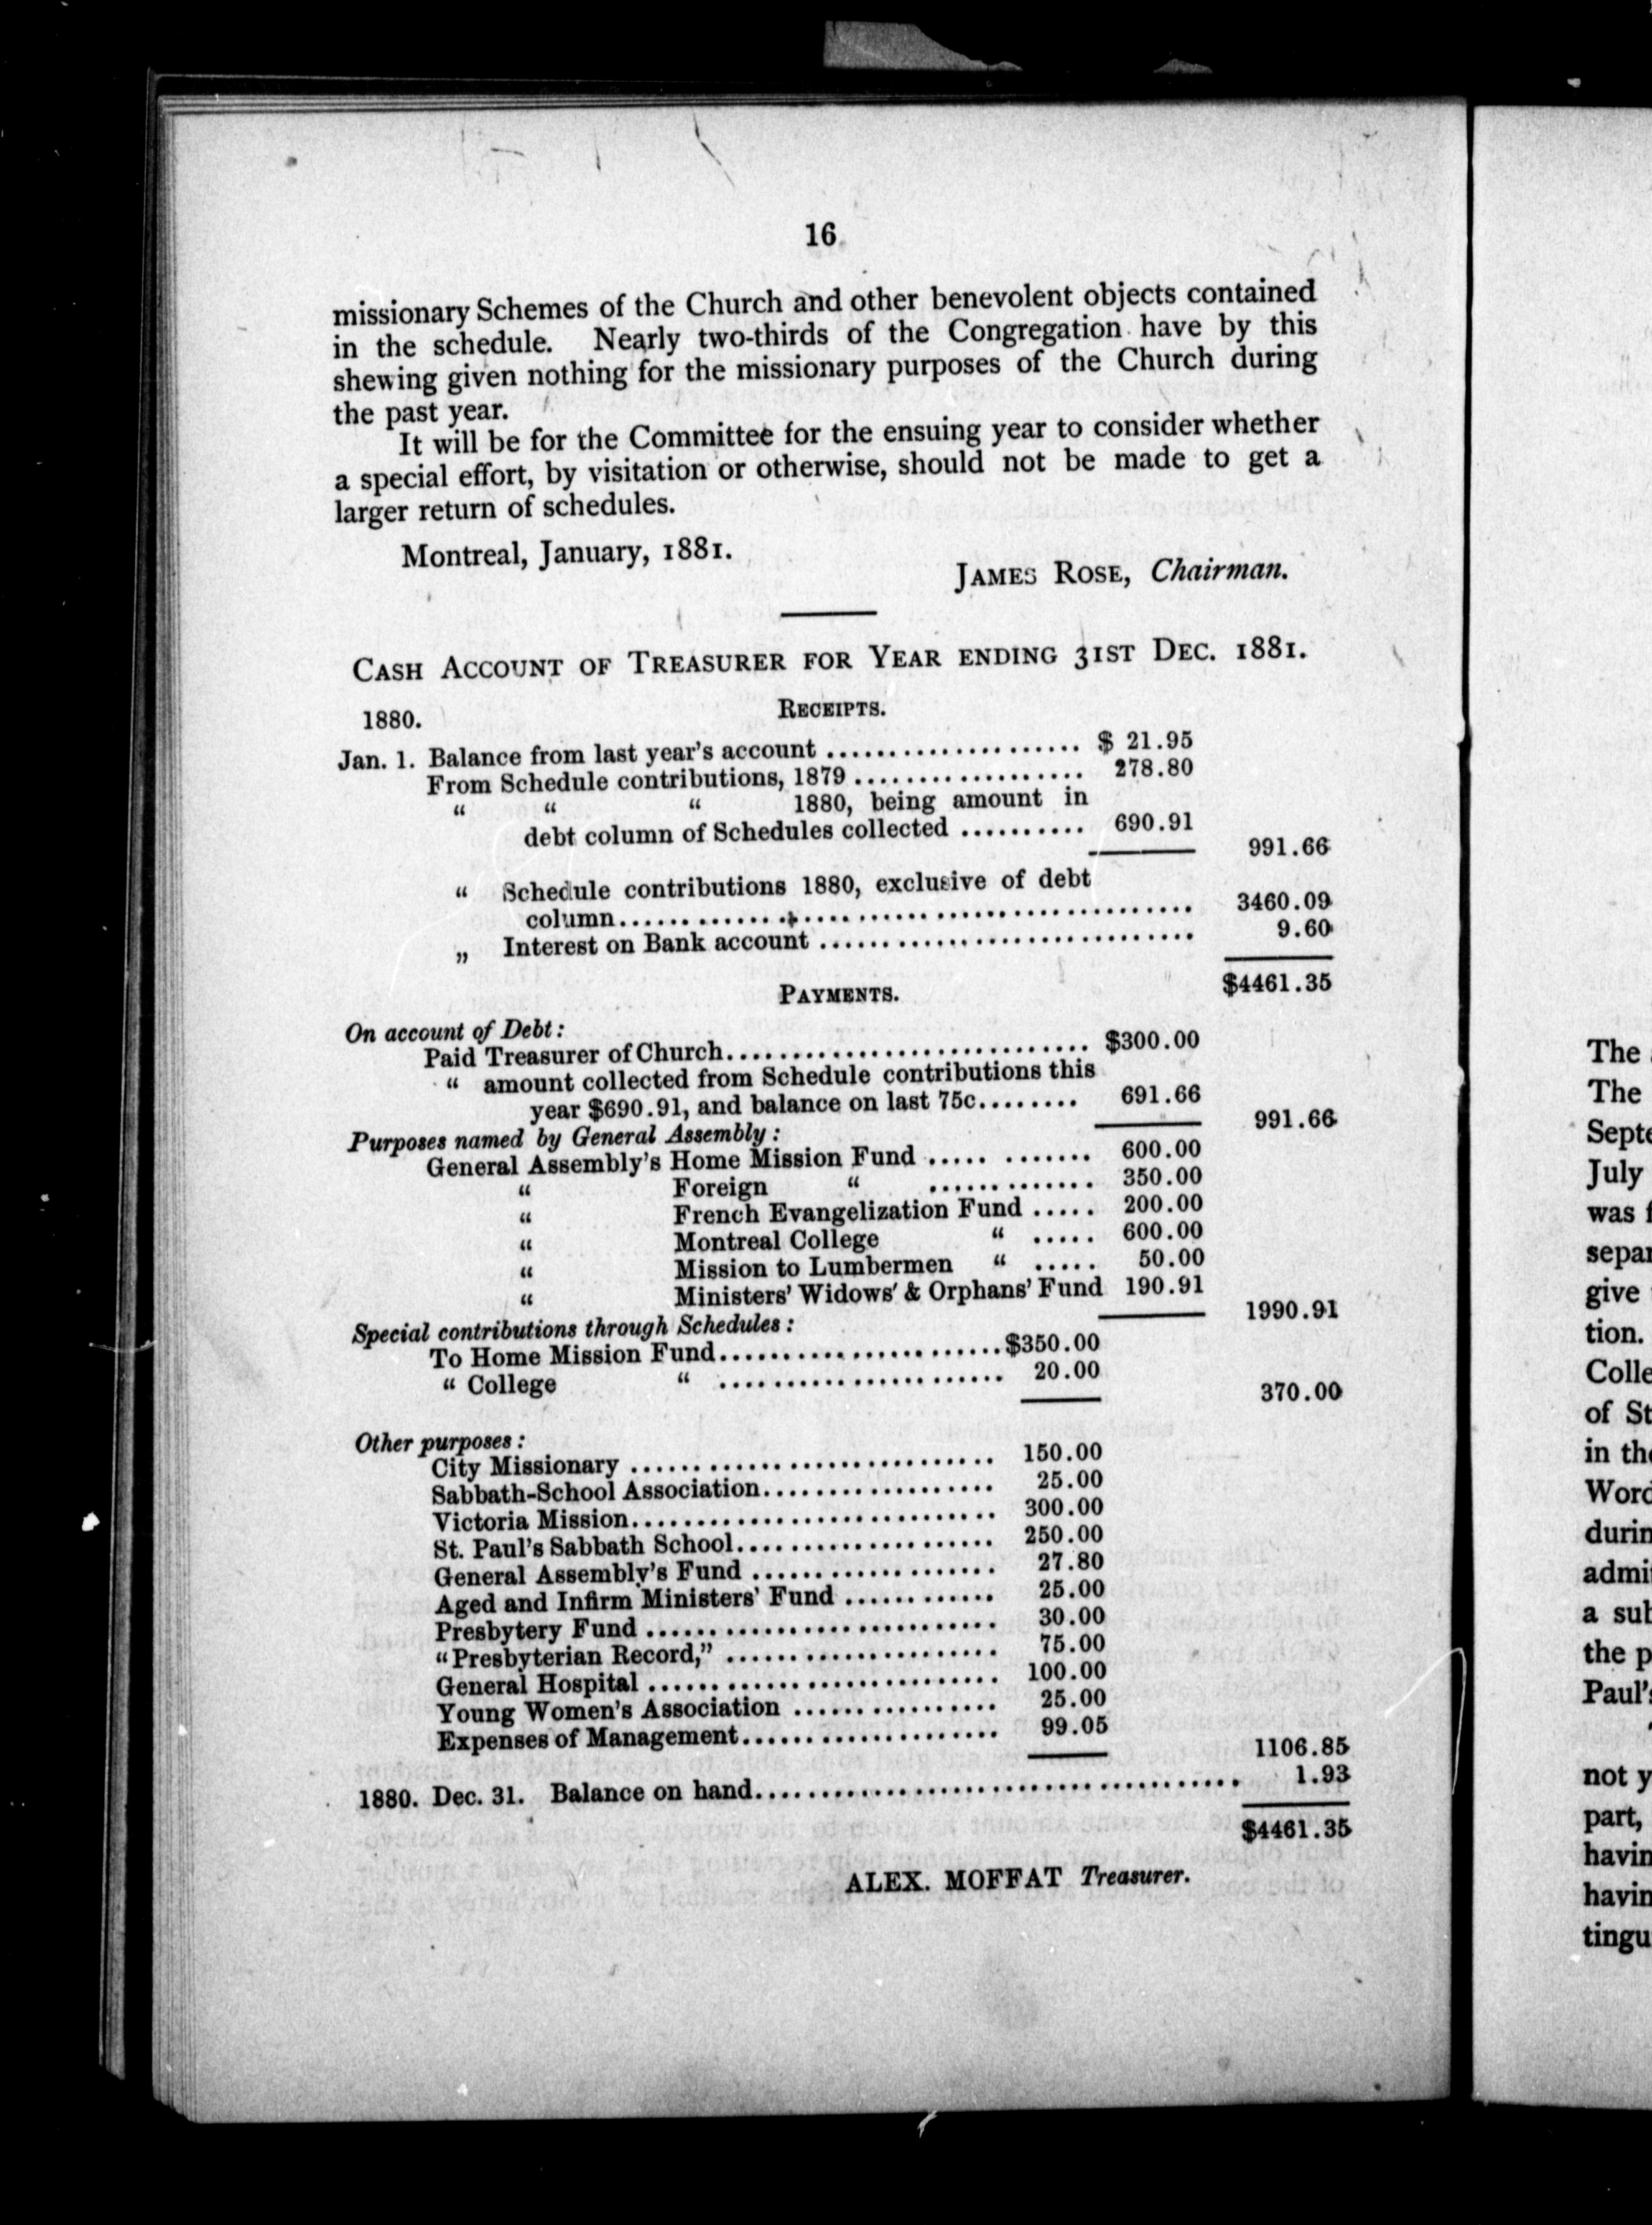 16
missionary Schemes of the Church and other benevolent objects contained
in the schedule. Nearly two-thirds of the Congregation have by this
shewing given nothing for the missionary purposes of the Church during
the past year.
It will be for the Committee for the ensuing year to consider whether
a special effort, by visitation or otherwise, should not be made to get a
larger return of schedules.
Montreal, January, 1881.
JAMES ROSE, Chairman.
CASH ACCOUNT OF TREASURER FOR YEAR ENDING 31ST DEC. 1881.
RECEIPTS.
1880.
Jan. 1. Balance from last year's account .................... $ 21.95
From Schedule contributions, 1879 .................. 278.80
" " " 1880, being amount in
debt column of Schedules collected .......... 690.91
991.66
" Schedule contributions 1880, exclusive of debt
column............................................ 3460.09
„ Interest on Bank account ............................. 9.60
$4461.35
PAYMENTS.
On account of Debt:
Paid Treasurer of Church............................ $300.00
" amount collected from Schedule contributions this
year $690.91, and balance on last 75c........ 691.66
991.66
Purposes named by General Assembly:
General Assembly's Home Mission Fund ..... ....... 600.00
" Foreign " ............. 350.00
" French Evangelization Fund ..... 200.00
" Montreal College " ..... 600.00
" Mission to Lumbermen " ..... 50.00
" Ministers' Widows' & Orphans' Fund 190.91
1990.91
Special contributions through Schedules:
To Home Mission Fund......................$350.00
" College " ...................... 20.00
370.00
Other purposes:
City Missionary ............................ 150.00
Sabbath-School Association.................. 25.00
Victoria Mission............................ 300.00
St. Paul's Sabbath School.................... 250.00
General Assembly's Fund ................... 27.80
Aged and Infirm Ministers' Fund ............ 25.00
Presbytery Fund ........................... 30.00
"Presbyterian Record," ..................... 75.00
General Hospital ........................... 100.00
Young Women's Association ................ 25.00
Expenses of Management.................... 99.05
1106.85
1880. Dec. 31. Balance on hand..................................... 1.93
$4461.35
ALEX. MOFFAT Treasurer.
The
The
July
was
give
tion.
of St
not y
part,